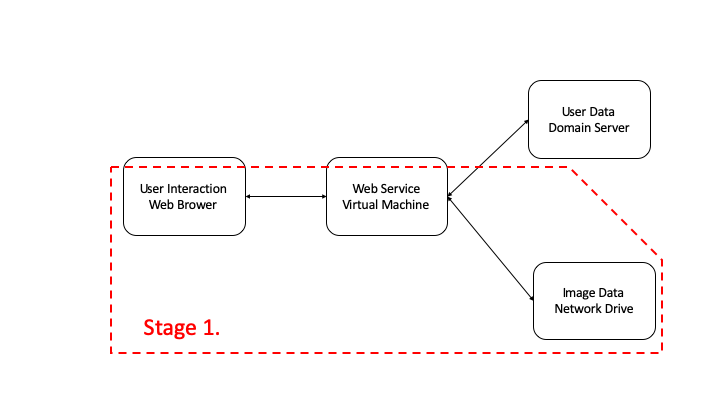 User Data
Domain Server
User Interaction
Web Brower
Web Service
Virtual Machine
Image Data
Network Drive
Stage 1.